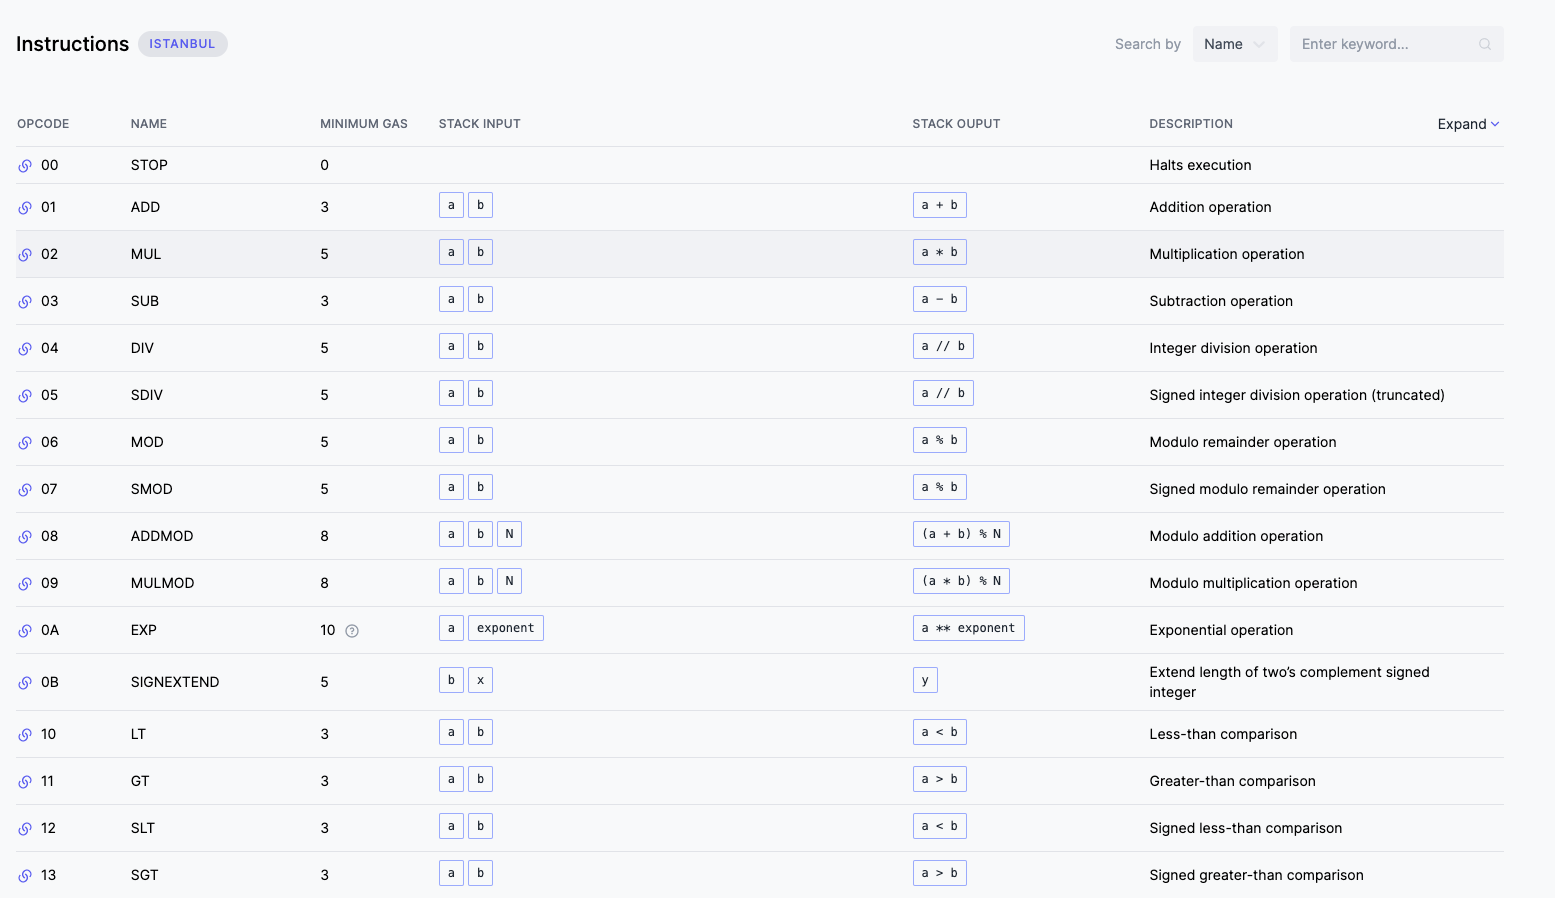 Instructions ISTANBUL Search by Name Enter keyword...
OPCODE NAME MINIMUM GAS STACK INPUT STACK OUPUT DESCRIPTION Expand
00 STOP 0 Halts execution
01 ADD 3 a b a + b Addition operation
02 MUL 5 a b a * b Multiplication operation
03 SUB 3 a b a - b Subtraction operation
04 DIV 5 a b a // b Integer division operation
05 SDIV 5 a b a // b Signed integer division operation (truncated)
06 MOD 5 a b a % b Modulo remainder operation
07 SMOD 5 a b a % b Signed modulo remainder operation
08 ADDMOD 8 a b N (a + b) % N Modulo addition operation
09 MULMOD 8 a b N (a * b) % N Modulo multiplication operation
0A EXP 10 ? a exponent a ** exponent Exponential operation
0B SIGNEXTEND 5 b x y Extend length of two's complement signed
integer
10 LT 3 a b a < b Less-than comparison
11 GT 3 a b a > b Greater-than comparison
12 SLT 3 a b a < b Signed less-than comparison
13 SGT 3 a b a > b Signed greater-than comparison